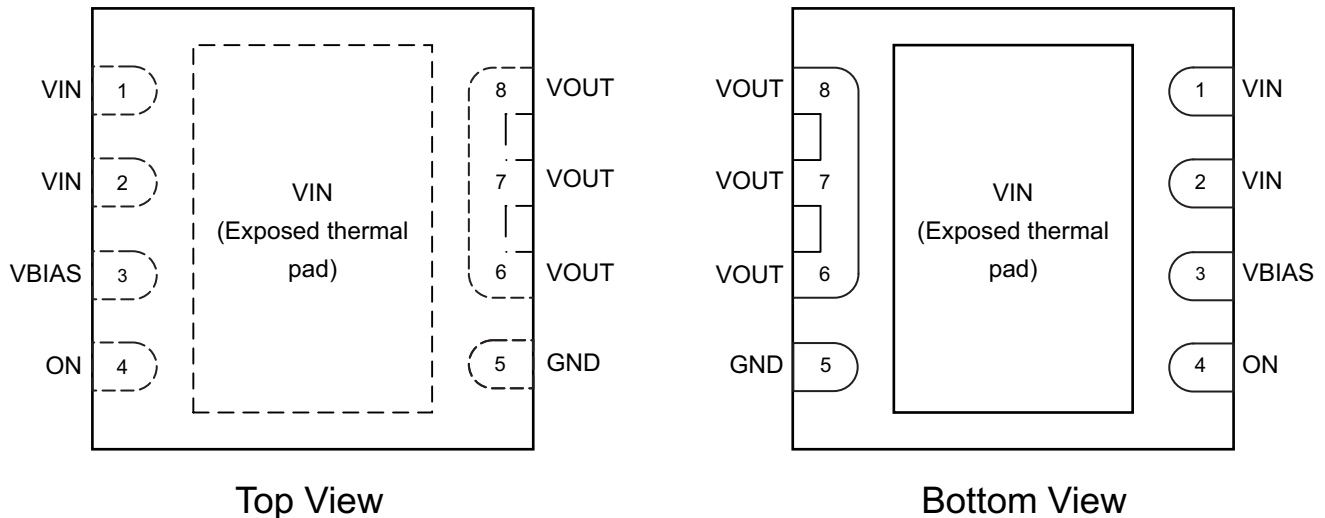 VIN 1 8 VOUT
VIN 2 7 VOUT
VBIAS 3 6 VOUT
ON 4 5 GND
VIN
(Exposed thermal
pad)
Top View
VOUT 8 1 VIN
VOUT 7 2 VIN
VOUT 6 3 VBIAS
GND 5 4 ON
VIN
(Exposed thermal
pad)
Bottom View